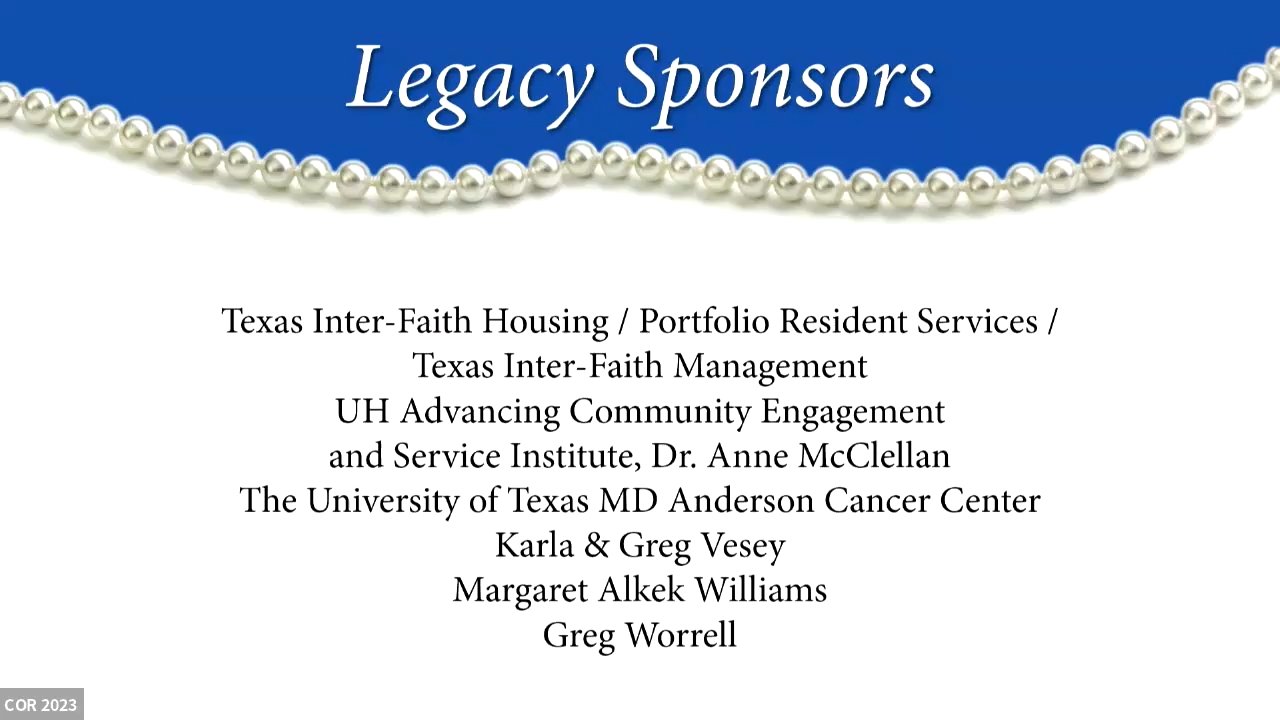 Legacy Sponsors
Texas Inter-Faith Housing / Portfolio Resident Services /
Texas Inter-Faith Management
UH Advancing Community Engagement
and Service Institute, Dr. Anne McClellan
The University of Texas MD Anderson Cancer Center
Karla & Greg Vesey
Margaret Alkek Williams
Greg Worrell
COR 2023